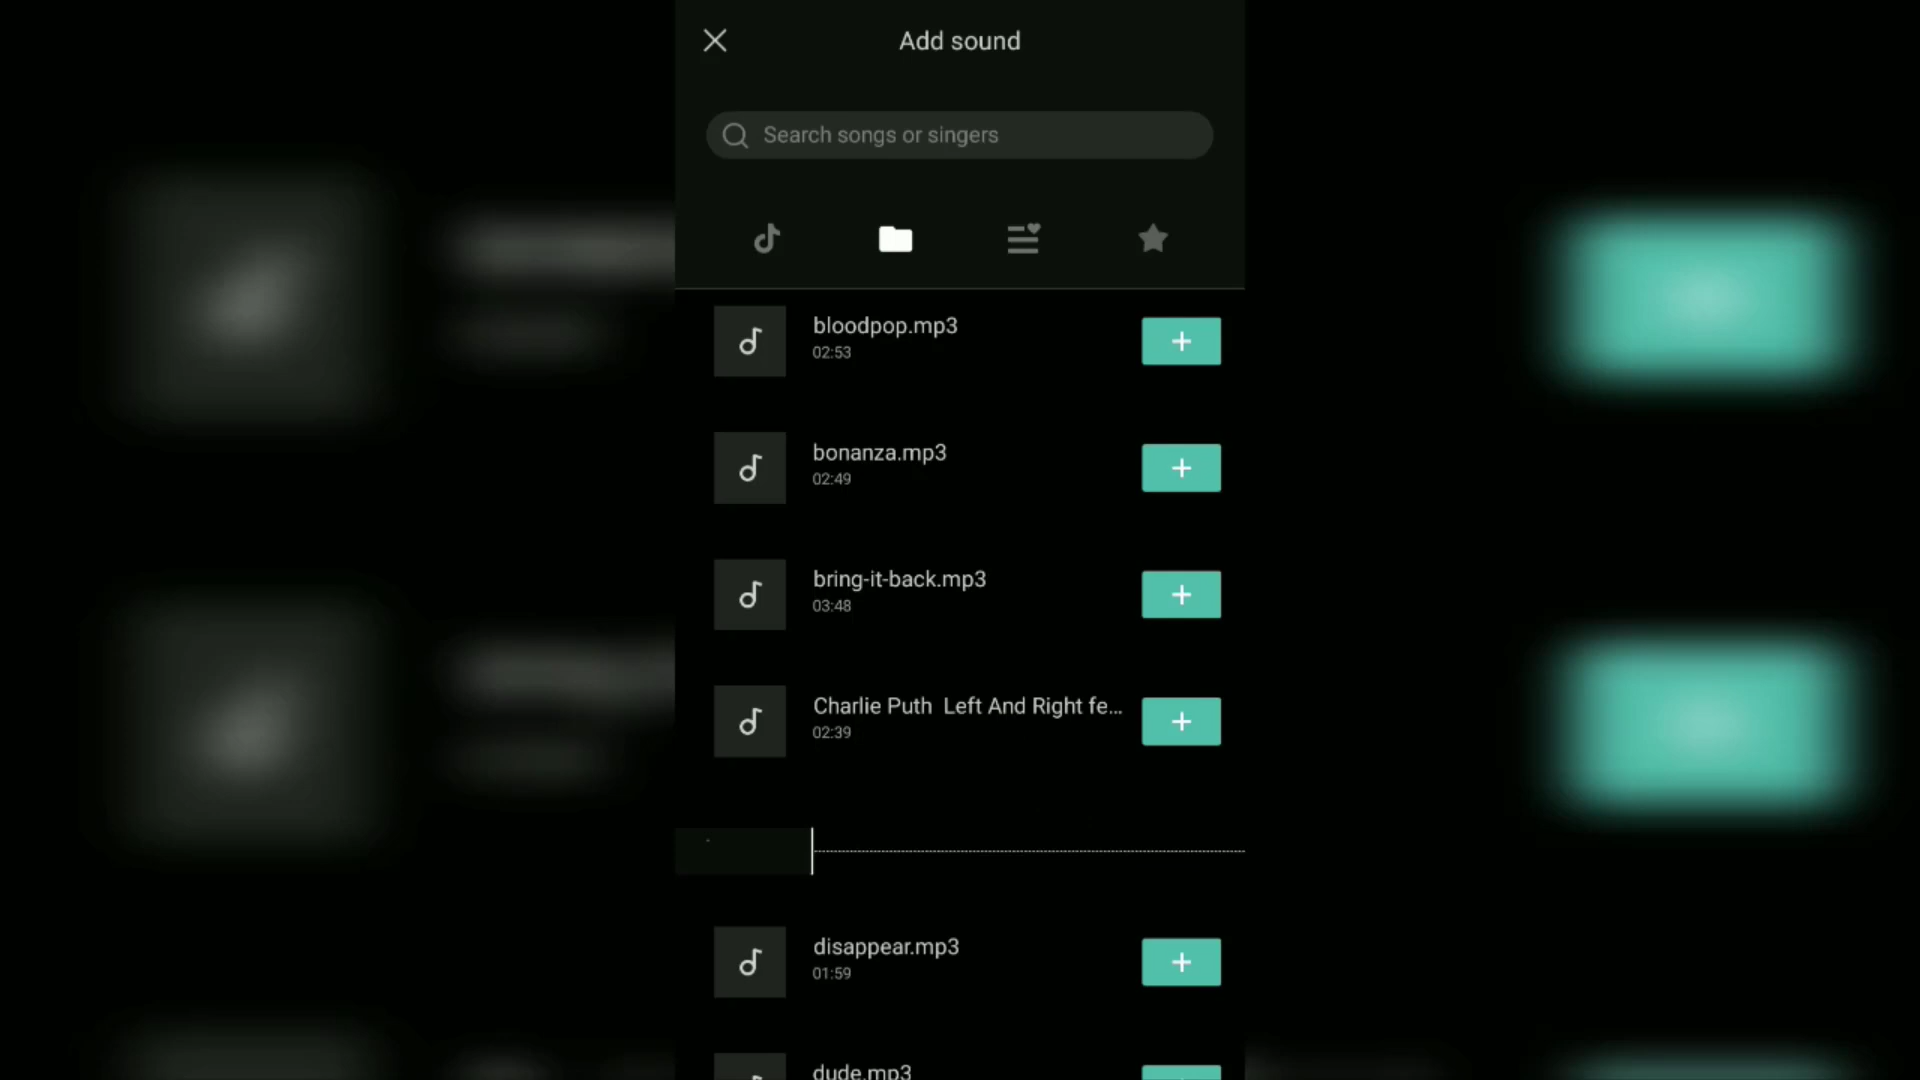 Add sound
Search songs or singers
bloodpop.mp3
02:53
bonanza.mp3
02:49
bring-it-back.mp3
03:48
Charlie Puth  Left And Right fe...
02:39
disappear.mp3
01:59
dude.mp3